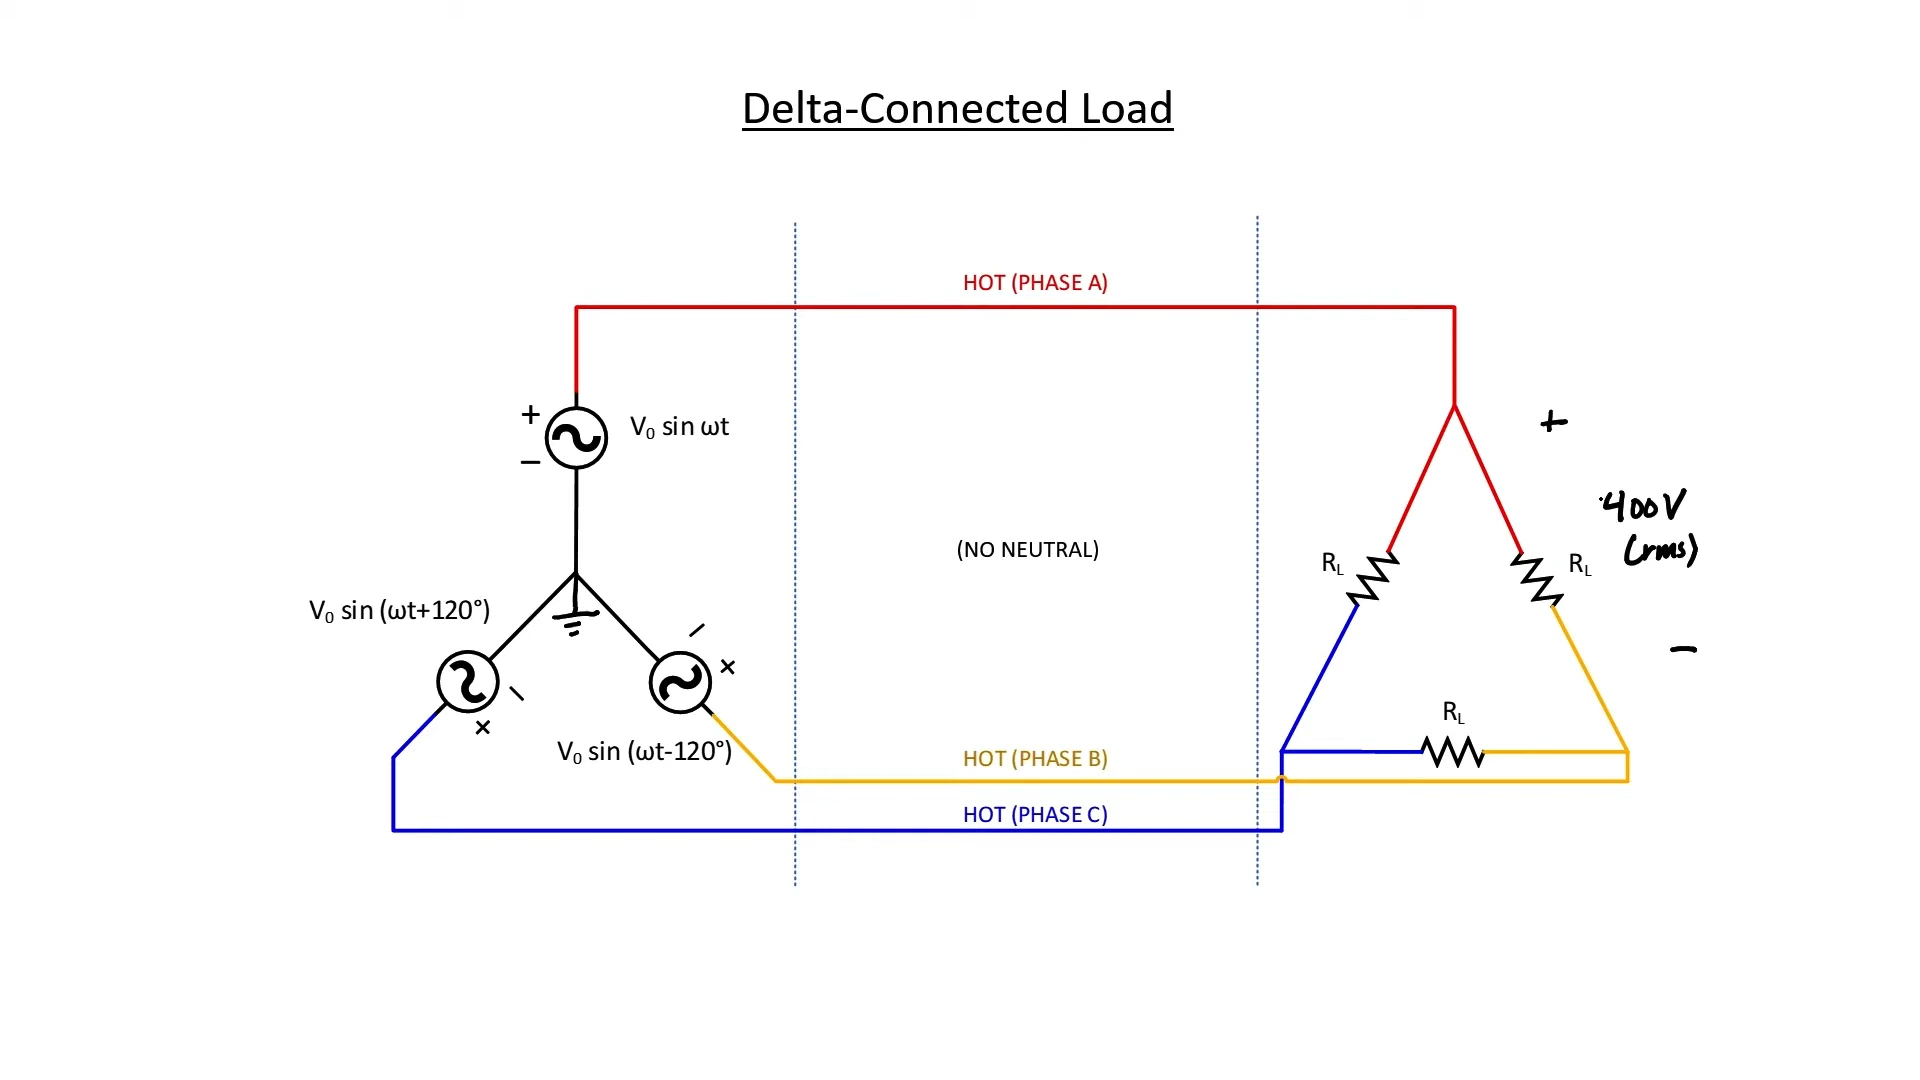 Delta-Connected Load
HOT (PHASE A)
+
−
V₀ sin ωt
+
400V
(rms)
(NO NEUTRAL)
R_L
R_L
−
V₀ sin (ωt+120°)
−
+
−
+
V₀ sin (ωt-120°)
R_L
HOT (PHASE B)
HOT (PHASE C)